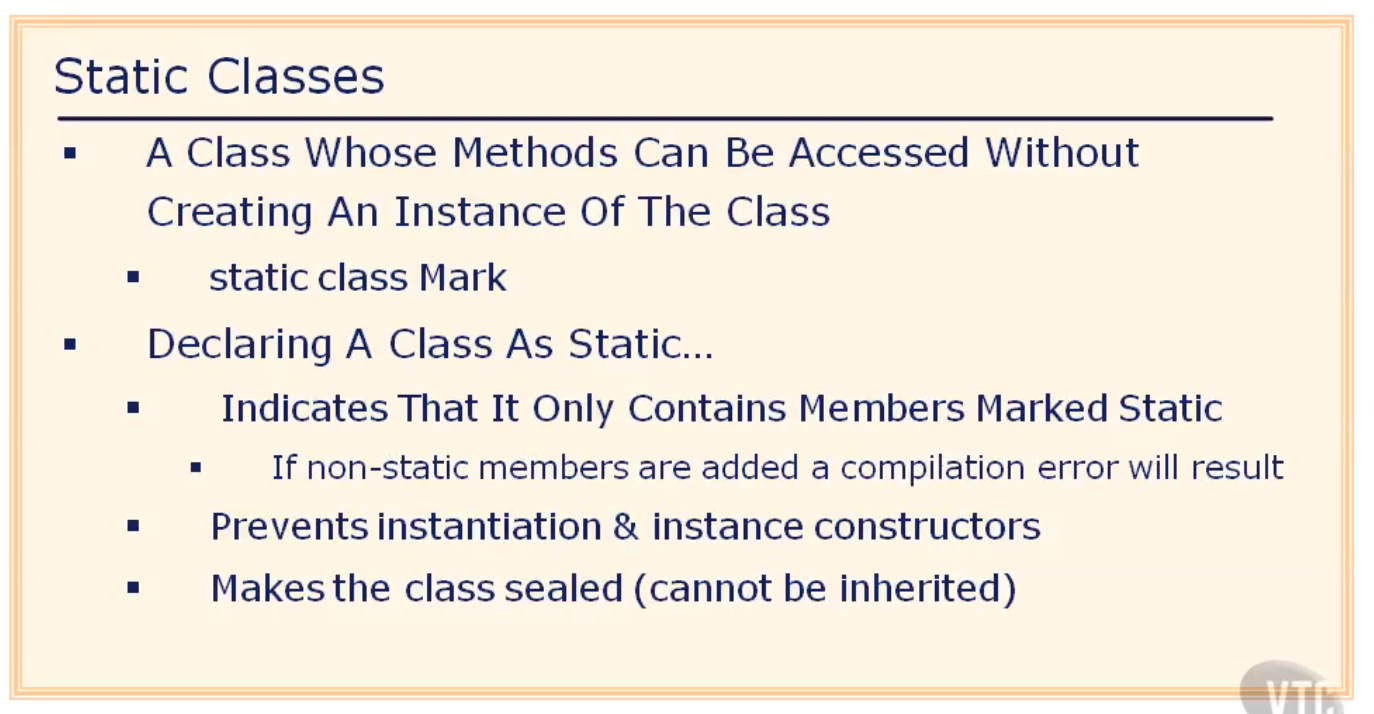 Static Classes
▪ A Class Whose Methods Can Be Accessed Without
Creating An Instance Of The Class
▪ static class Mark
▪ Declaring A Class As Static...
▪ Indicates That It Only Contains Members Marked Static
▪ If non-static members are added a compilation error will result
▪ Prevents instantiation & instance constructors
▪ Makes the class sealed (cannot be inherited)
VTC